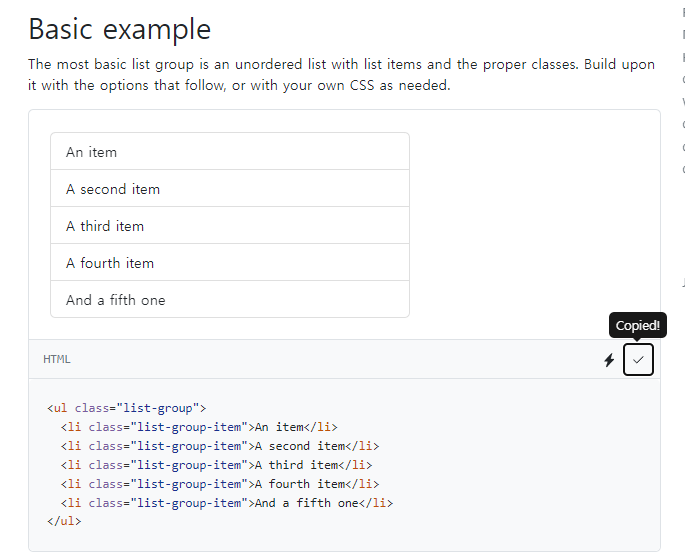 Basic example
The most basic list group is an unordered list with list items and the proper classes. Build upon
it with the options that follow, or with your own CSS as needed.
An item
A second item
A third item
A fourth item
And a fifth one
Copied!
HTML
<ul class="list-group">
  <li class="list-group-item">An item</li>
  <li class="list-group-item">A second item</li>
  <li class="list-group-item">A third item</li>
  <li class="list-group-item">A fourth item</li>
  <li class="list-group-item">And a fifth one</li>
</ul>